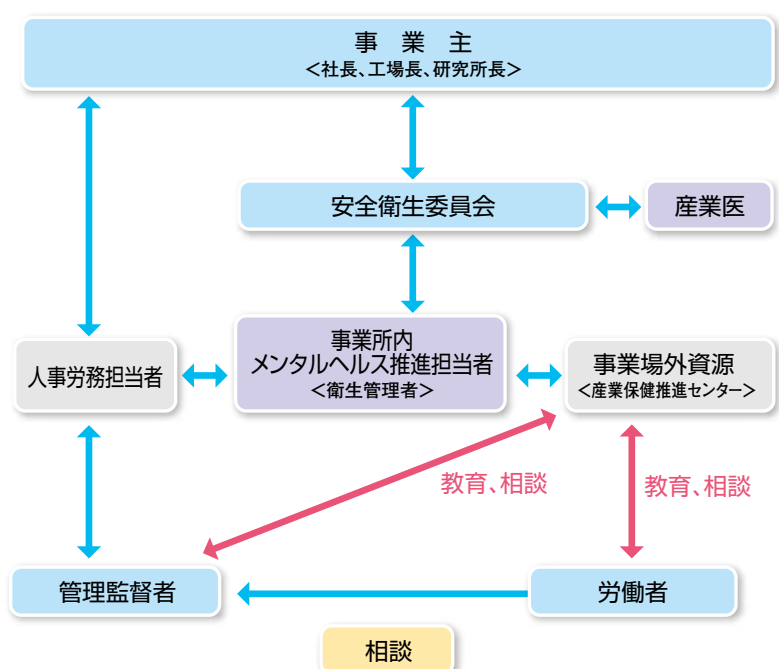 事 業 主
＜社長、工場長、研究所長＞
安全衛生委員会
産業医
人事労務担当者
事業所内
メンタルヘルス推進担当者
＜衛生管理者＞
事業場外資源
＜産業保健推進センター＞
教育、相談
教育、相談
管理監督者
労働者
相談